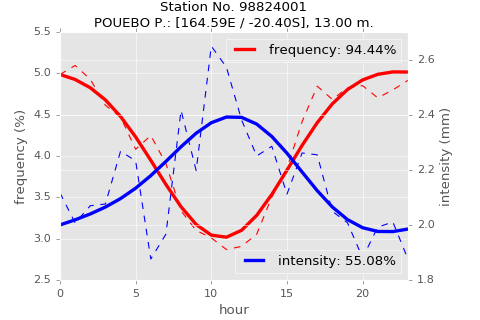 Station No. 98824001
POUEBO P.: [164.59E / -20.40S], 13.00 m.
frequency: 94.44%
intensity: 55.08%
frequency (%)
5.5
5.0
4.5
4.0
3.5
3.0
2.5
intensity (mm)
2.6
2.4
2.2
2.0
1.8
0 5 10 15 20
hour